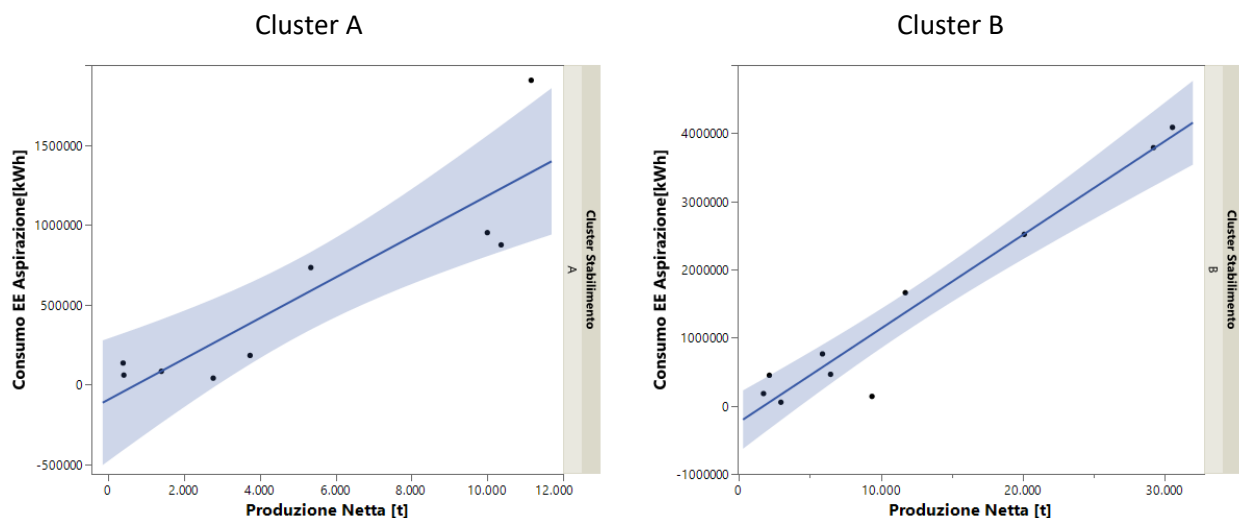 Cluster A
Consumo EE Aspirazione[kWh]
1500000
1000000
500000
0
-500000
0
2.000
4.000
6.000
8.000
10.000
12.000
Produzione Netta [t]
A
Cluster Stabilimento
Cluster B
Consumo EE Aspirazione[kWh]
4000000
3000000
2000000
1000000
0
-1000000
0
10.000
20.000
30.000
Produzione Netta [t]
B
Cluster Stabilimento